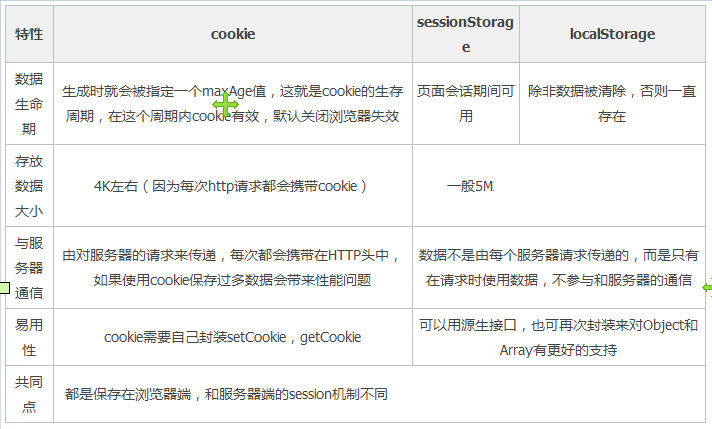 特性
cookie
sessionStorag
e
localStorage
数据
生命
期
生成时就会被指定一个maxAge值，这就是cookie的生存
周期，在这个周期内cookie有效，默认关闭浏览器失效
页面会话期间可
用
除非数据被清除，否则一直
存在
存放
数据
大小
4K左右（因为每次http请求都会携带cookie）
一般5M
与服
务器
通信
由对服务器的请求来传递，每次都会携带在HTTP头中，
如果使用cookie保存过多数据会带来性能问题
数据不是由每个服务器请求传递的，而是只有
在请求时使用数据，不参与和服务器的通信
易用
性
cookie需要自己封装setCookie，getCookie
可以用源生接口，也可再次封装来对Object和
Array有更好的支持
共同
点
都是保存在浏览器端，和服务器端的session机制不同